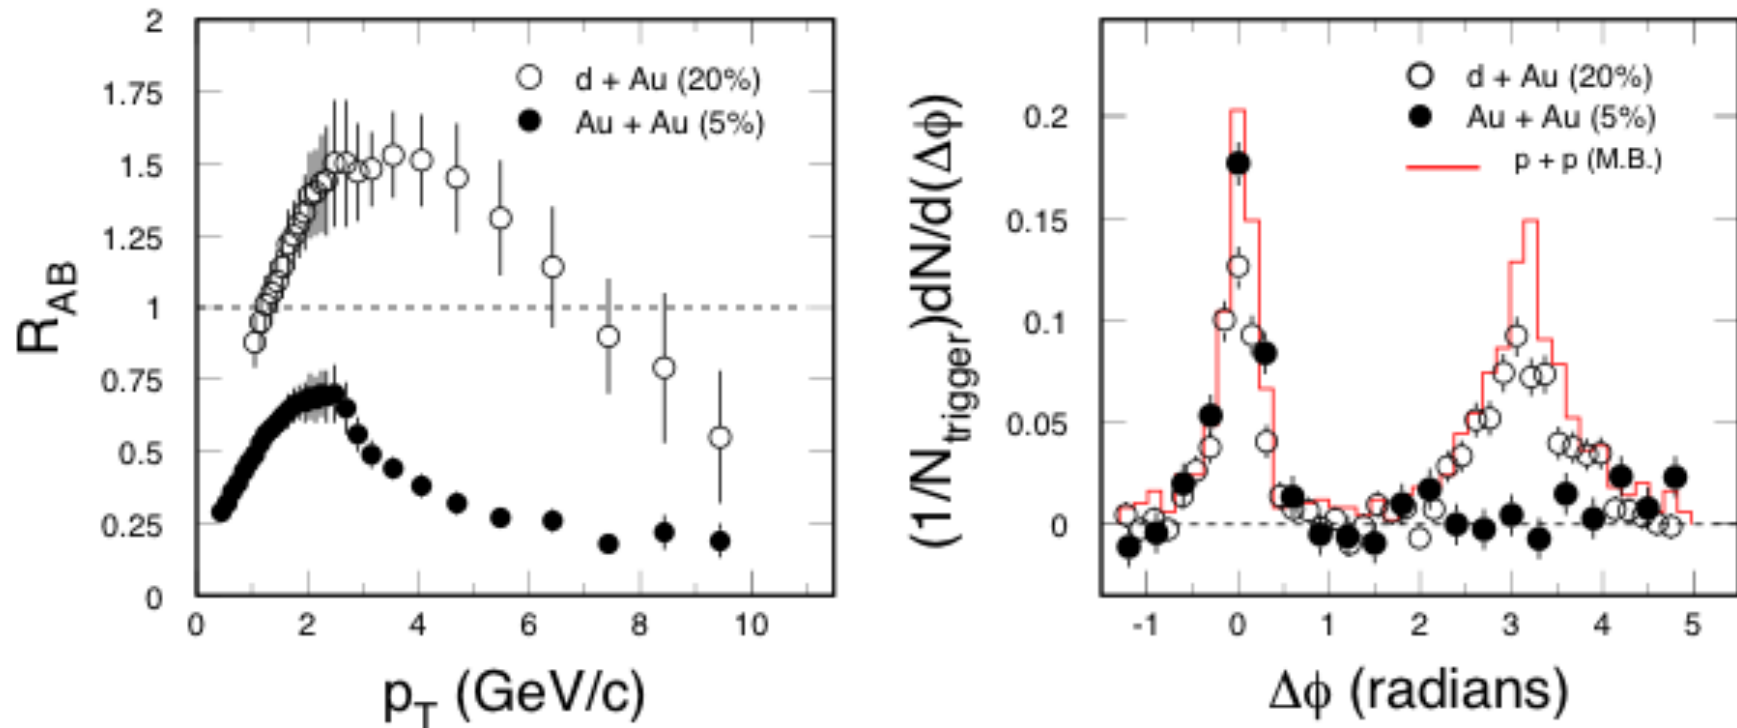 R_AB
2
1.75
1.5
1.25
1
0.75
0.5
0.25
0
d + Au (20%)
Au + Au (5%)
0 2 4 6 8 10
p_T (GeV/c)
(1/N_trigger)dN/d(Δϕ)
0.2
0.15
0.1
0.05
0
d + Au (20%)
Au + Au (5%)
p + p (M.B.)
-1 0 1 2 3 4 5
Δϕ (radians)